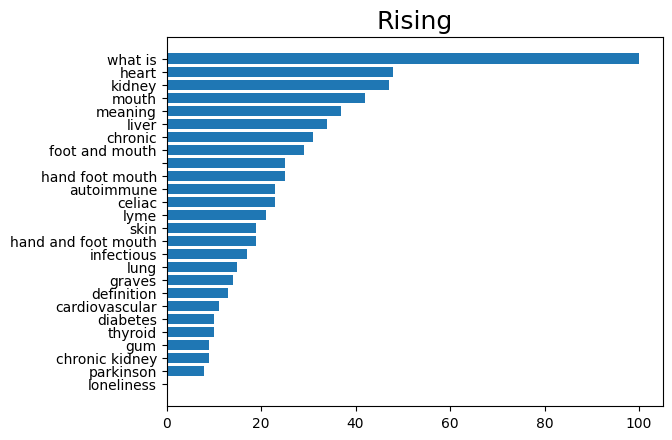 Rising
what is
heart
kidney
mouth
meaning
liver
chronic
foot and mouth
hand foot mouth
autoimmune
celiac
lyme
skin
hand and foot mouth
infectious
lung
graves
definition
cardiovascular
diabetes
thyroid
gum
chronic kidney
parkinson
loneliness
0 20 40 60 80 100